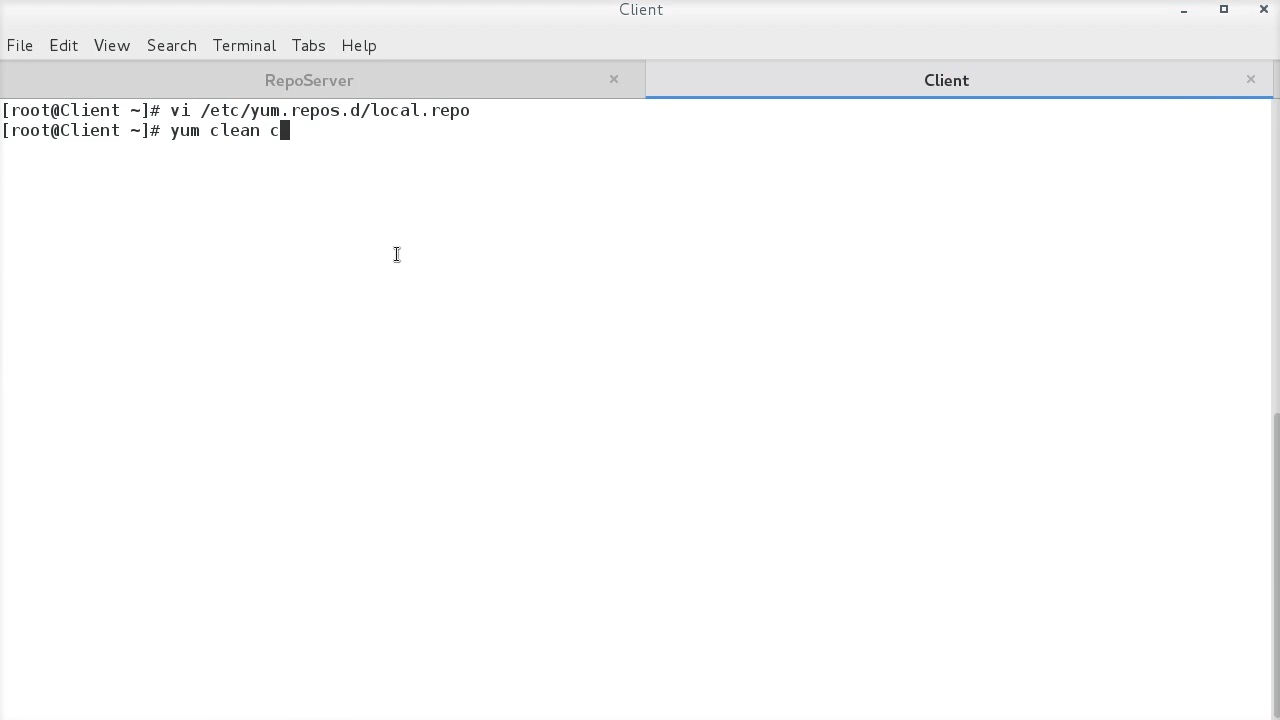 Client
File Edit View Search Terminal Tabs Help
RepoServer × Client ×
[root@Client ~]# vi /etc/yum.repos.d/local.repo
[root@Client ~]# yum clean c